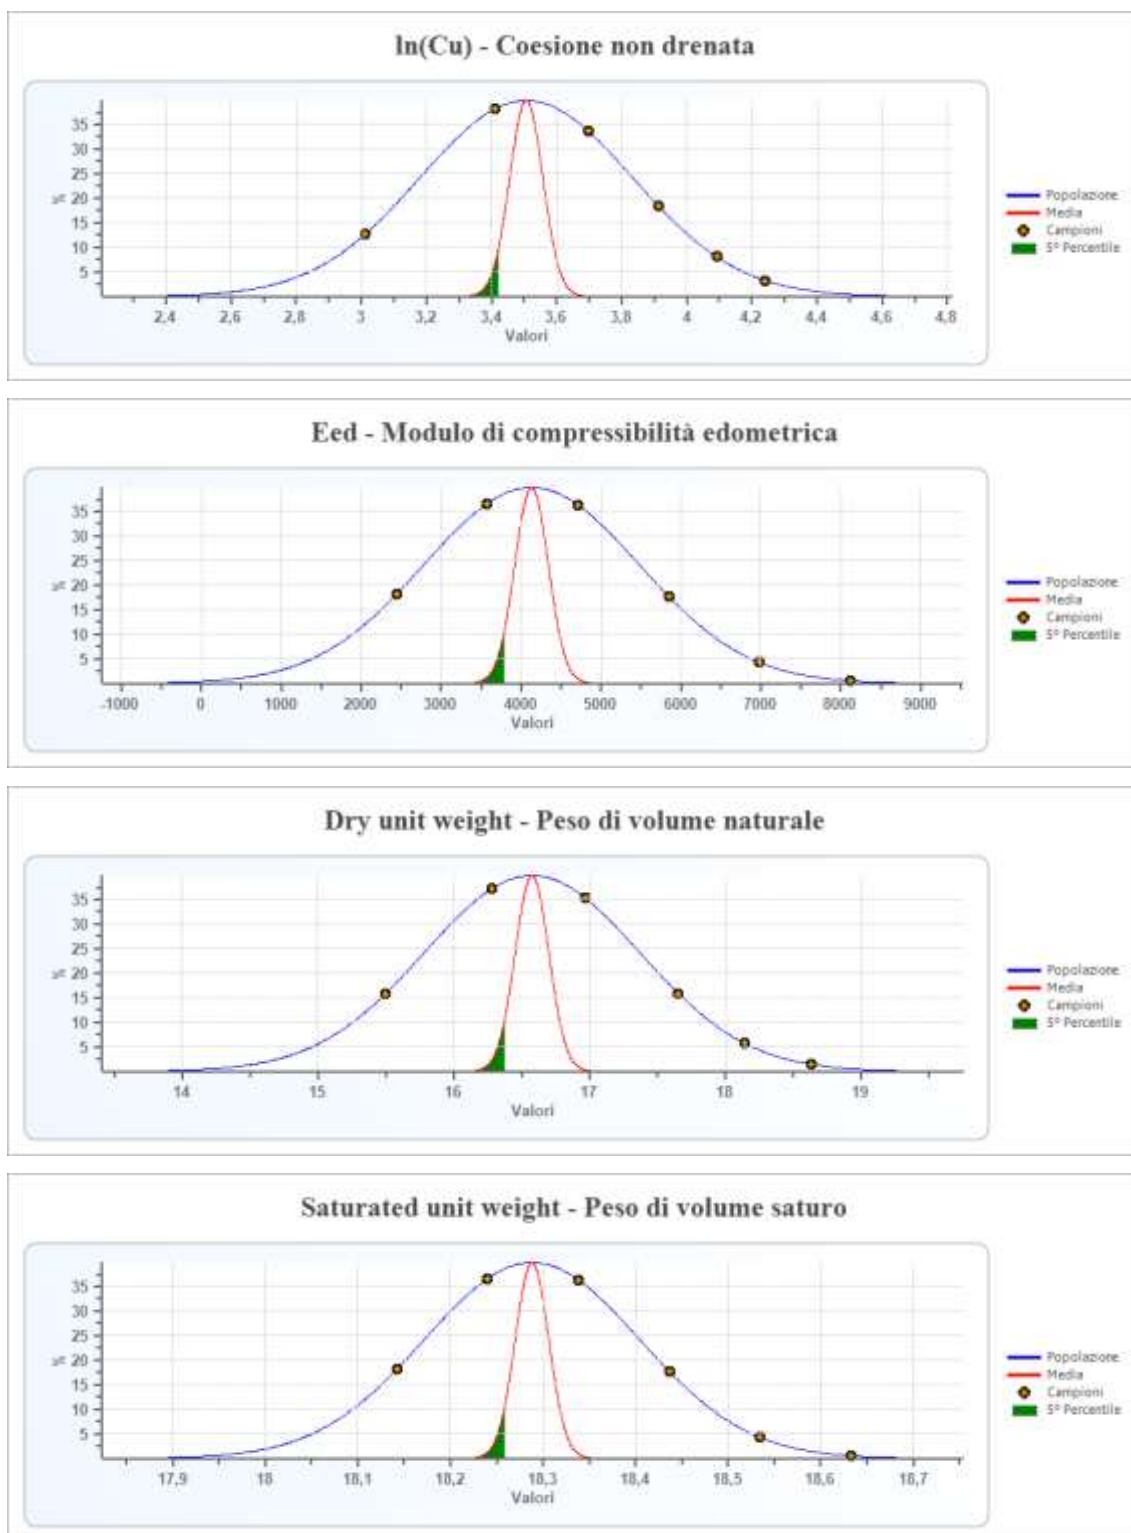 ln(Cu) - Coesione non drenata
35
30
% 20
15
10
5
2,4 2,6 2,8 3 3,2 3,4 3,6 3,8 4 4,2 4,4 4,6 4,8
Valori
Popolazione
Media
Campioni
5° Percentile
Eed - Modulo di compressibilità edometrica
35
30
25
% 20
15
10
5
-1000 0 1000 2000 3000 4000 5000 6000 7000 8000 9000
Valori
Popolazione
Media
Campioni
5° Percentile
Dry unit weight - Peso di volume naturale
35
30
25
% 20
15
10
5
14 15 16 17 18 19
Valori
Popolazione
Media
Campioni
5° Percentile
Saturated unit weight - Peso di volume saturo
35
30
25
% 20
15
10
5
17,9 18 18,1 18,2 18,3 18,4 18,5 18,6 18,7
Valori
Popolazione
Media
Campioni
5° Percentile